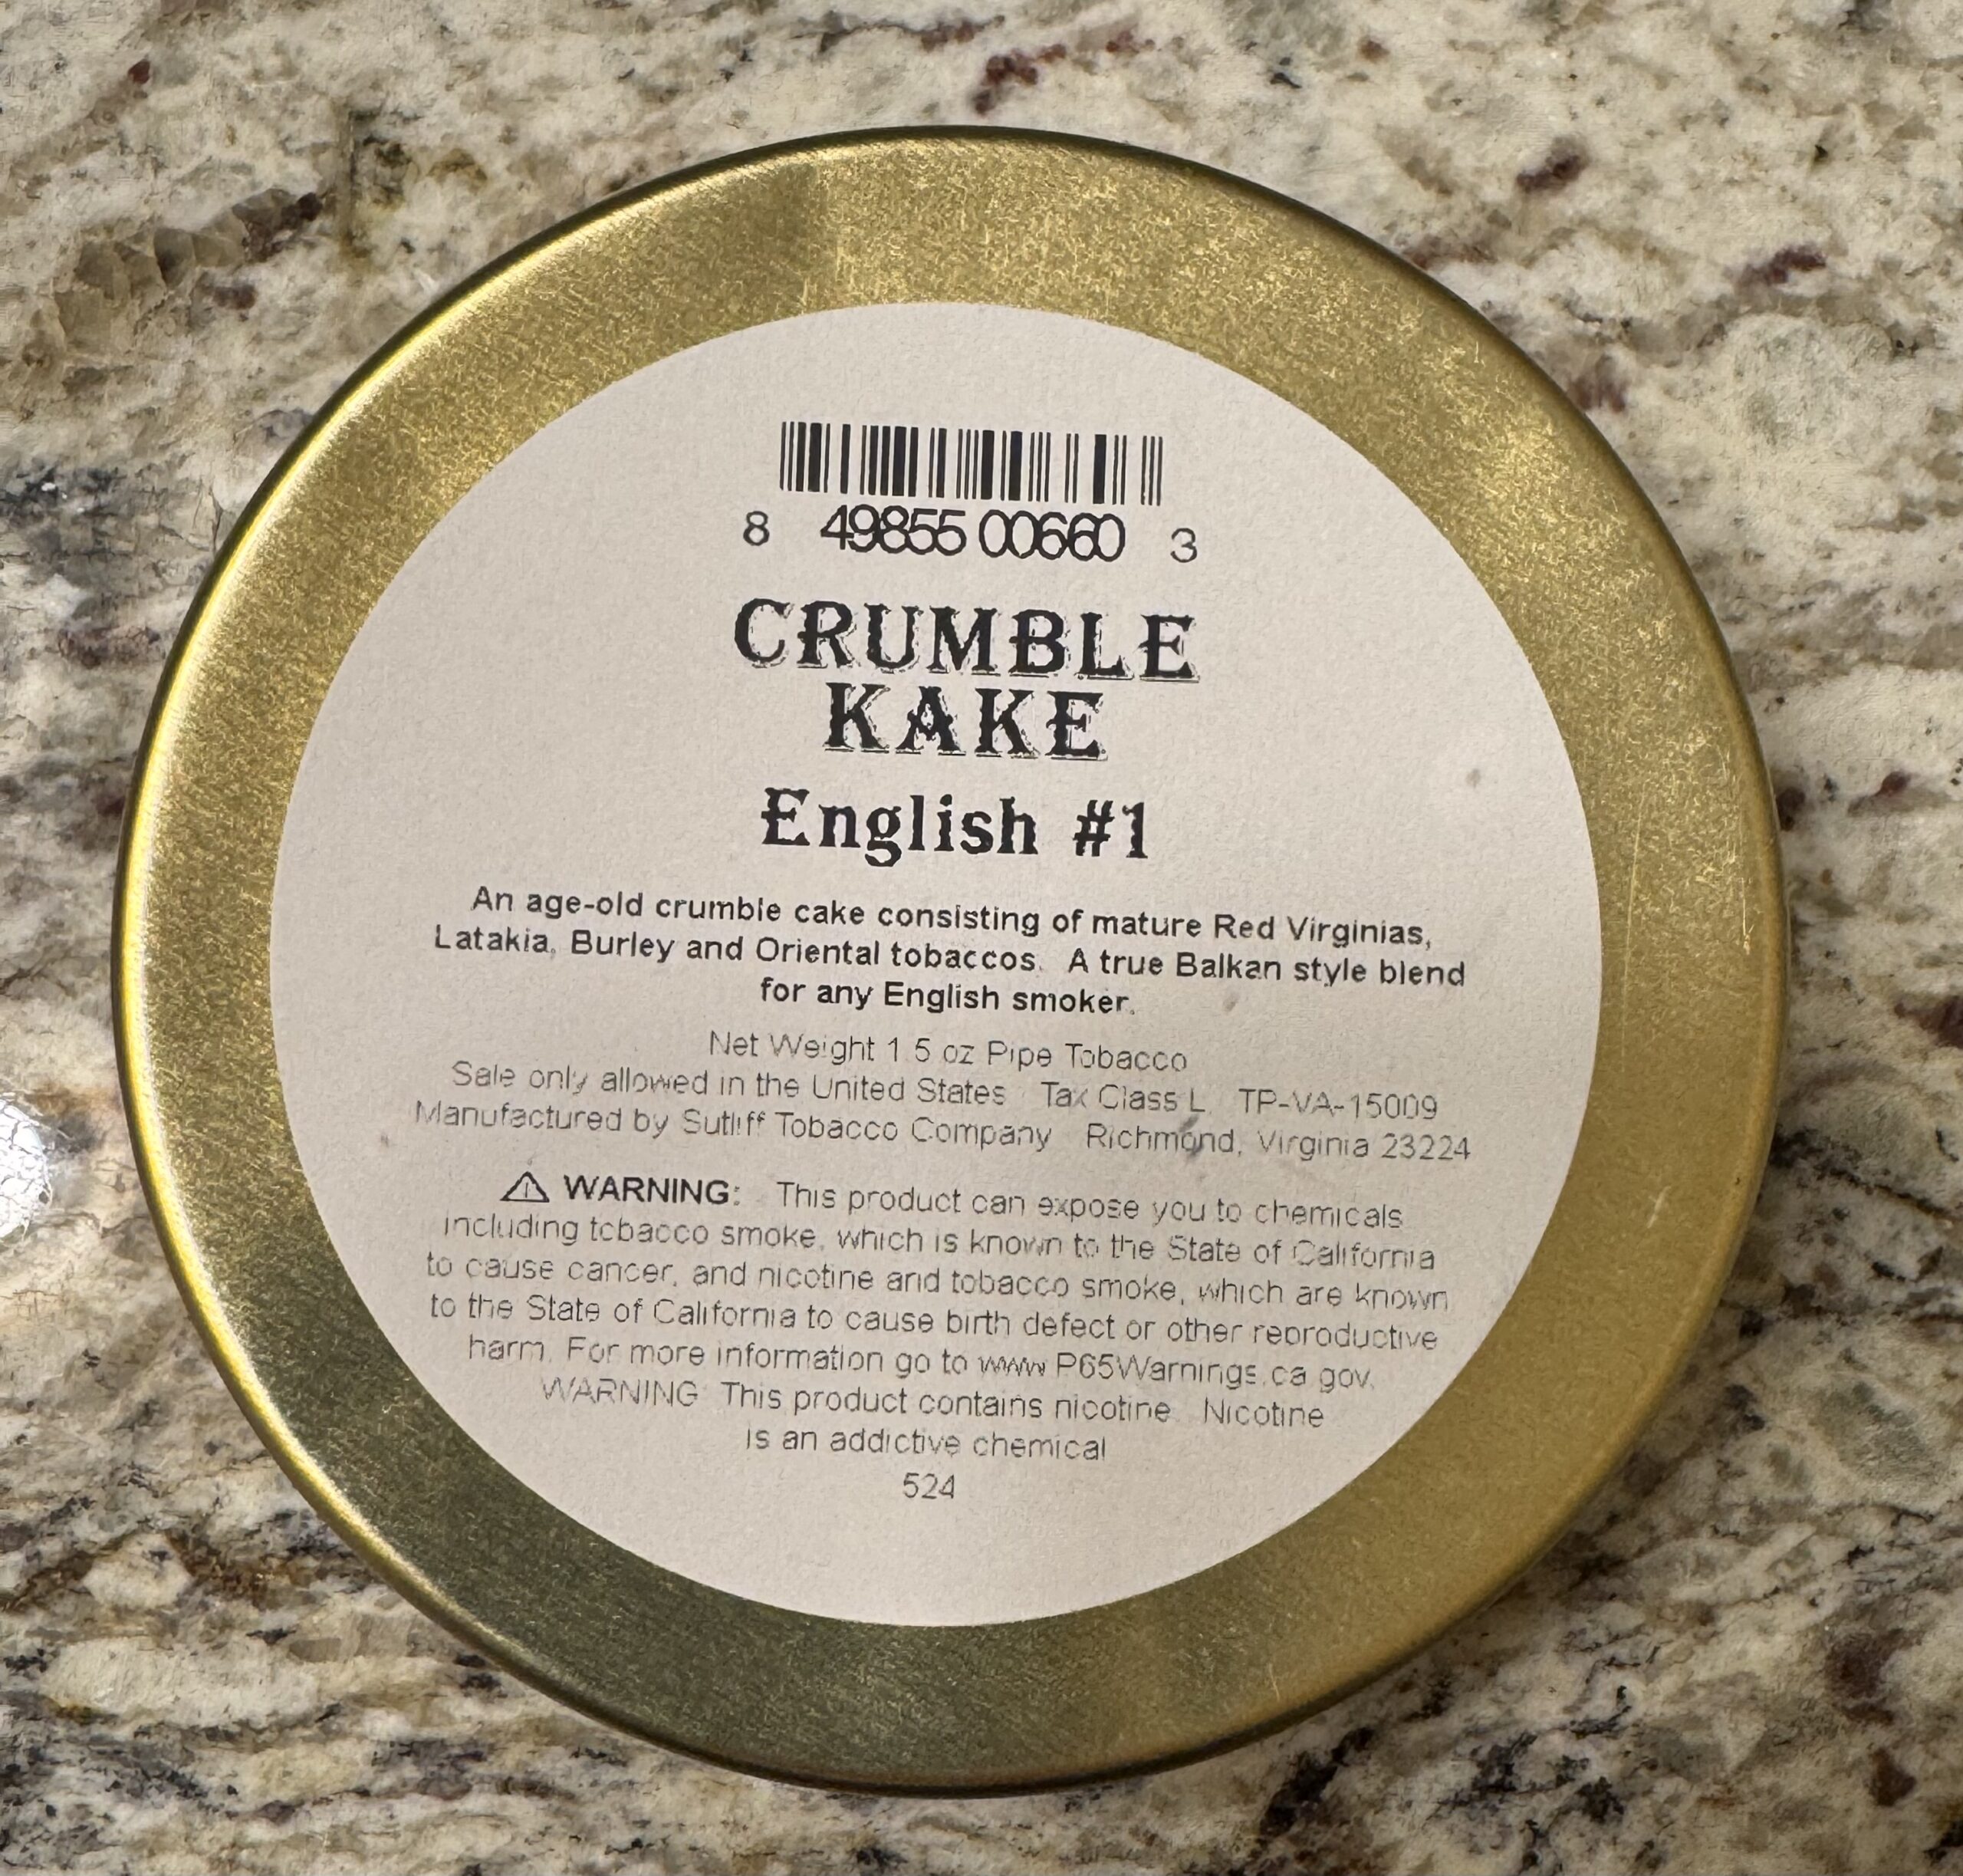 8 49855 00660 3
CRUMBLE
KAKE
English #1
An age-old crumble cake consisting of mature Red Virginias,
Latakia, Burley and Oriental tobaccos. A true Balkan style blend
for any English smoker.
Net Weight 1.5 oz Pipe Tobacco
Sale only allowed in the United States Tax Class L TP-VA-15009
Manufactured by Sutliff Tobacco Company Richmond, Virginia 23224
⚠ WARNING: This product can expose you to chemicals
including tobacco smoke, which is known to the State of California
to cause cancer, and nicotine and tobacco smoke, which are known
to the State of California to cause birth defect or other reproductive
harm. For more information go to www.P65Warnings.ca.gov.
WARNING: This product contains nicotine. Nicotine
is an addictive chemical
524